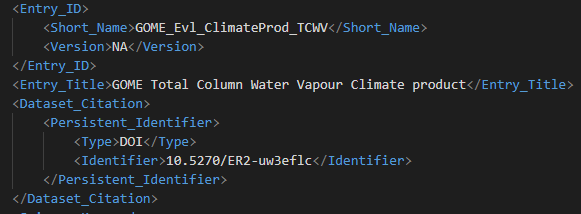 <Entry_ID>
<Short_Name>GOME_Evl_ClimateProd_TCWV</Short_Name>
<Version>NA</Version>
</Entry_ID>
<Entry_Title>GOME Total Column Water Vapour Climate product</Entry_Title>
<Dataset_Citation>
<Persistent_Identifier>
<Type>DOI</Type>
<Identifier>10.5270/ER2-uw3eflc</Identifier>
</Persistent_Identifier>
</Dataset_Citation>